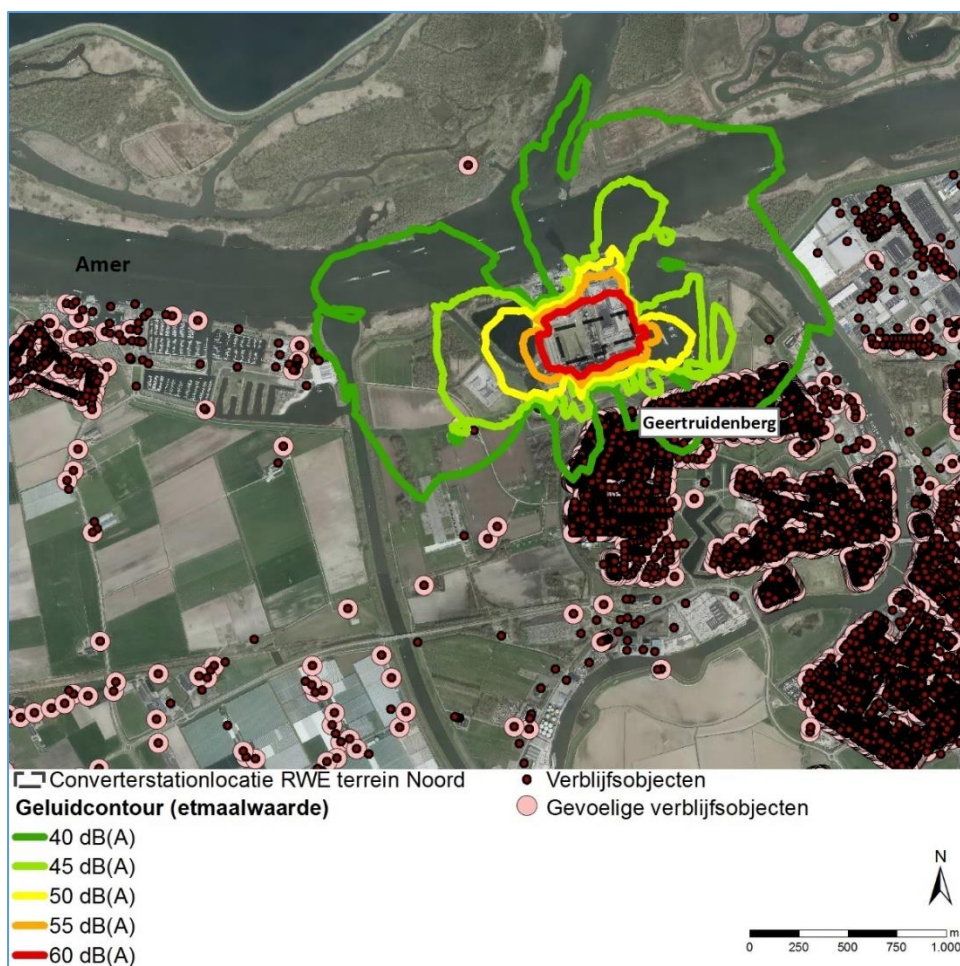 Amer
Geertruidenberg
Converterstationlocatie RWE terrein Noord
Geluidcontour (etmaalwaarde)
40 dB(A)
45 dB(A)
50 dB(A)
55 dB(A)
60 dB(A)
Verblijfsobjecten
Gevoelige verblijfsobjecten
N
m
0 250 500 750 1.000